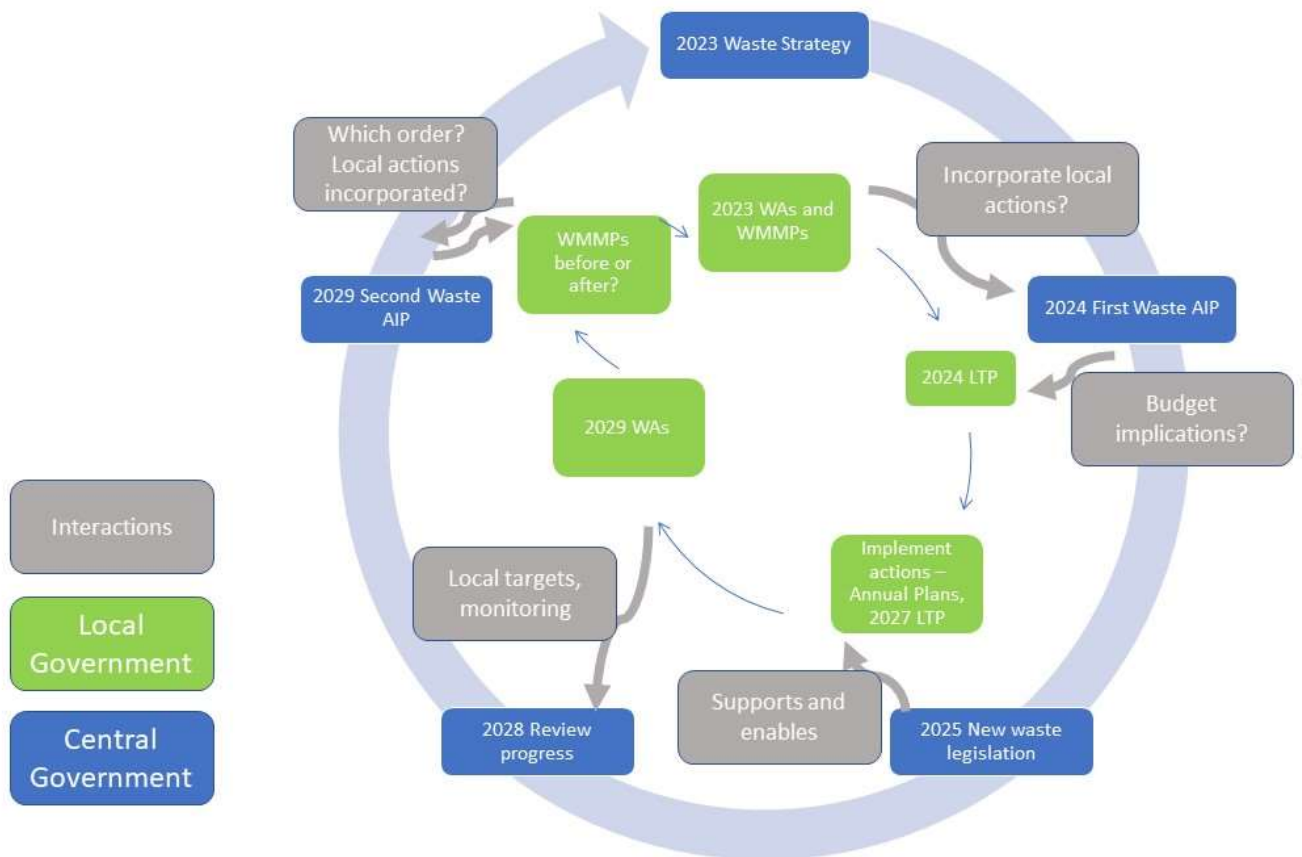 2023 Waste Strategy
Which order?
Local actions
incorporated?
Incorporate local
actions?
2023 WAs and
WMMPs
WMMPs
before or
after?
2029 Second Waste
AIP
2024 First Waste AIP
2024 LTP
Budget
implications?
2029 WAs
Interactions
Local targets,
monitoring
Implement
actions –
Annual Plans,
2027 LTP
Local
Government
Supports and
enables
Central
Government
2028 Review
progress
2025 New waste
legislation